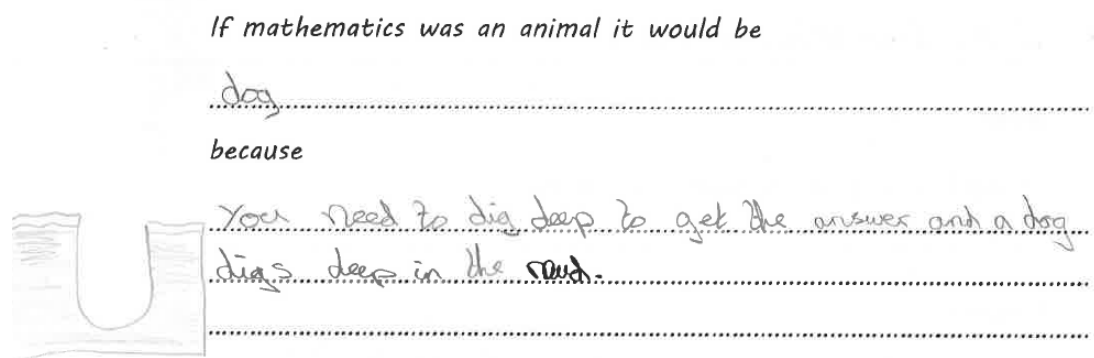 If mathematics was an animal it would be
dog
because
You need to dig deep to get the answer and a dog
digs deep in the mud.